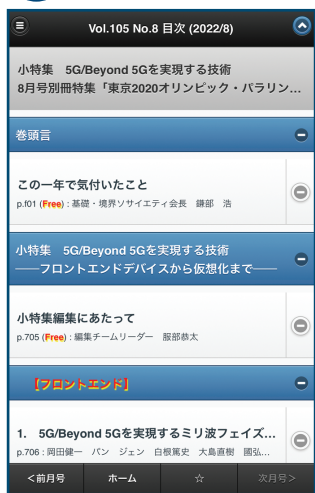 Vol.105 No.8 目次 (2022/8)
小特集 5G/Beyond 5Gを実現する技術
8月号別冊特集「東京2020オリンピック・パラリン...
巻頭言
この一年で気付いたこと
p.f01 (Free) : 基礎・境界ソサイエティ会長 鎌部 浩
小特集 5G/Beyond 5Gを実現する技術
――フロントエンドデバイスから仮想化まで――
小特集編集にあたって
p.705 (Free) : 編集チームリーダー 服部恭太
【フロントエンド】
1. 5G/Beyond 5Gを実現するミリ波フェイズ...
p.706 : 岡田健一 パン ジェン 白根篤史 大島直樹 國弘...
<前月号 ホーム ☆ 次月号>